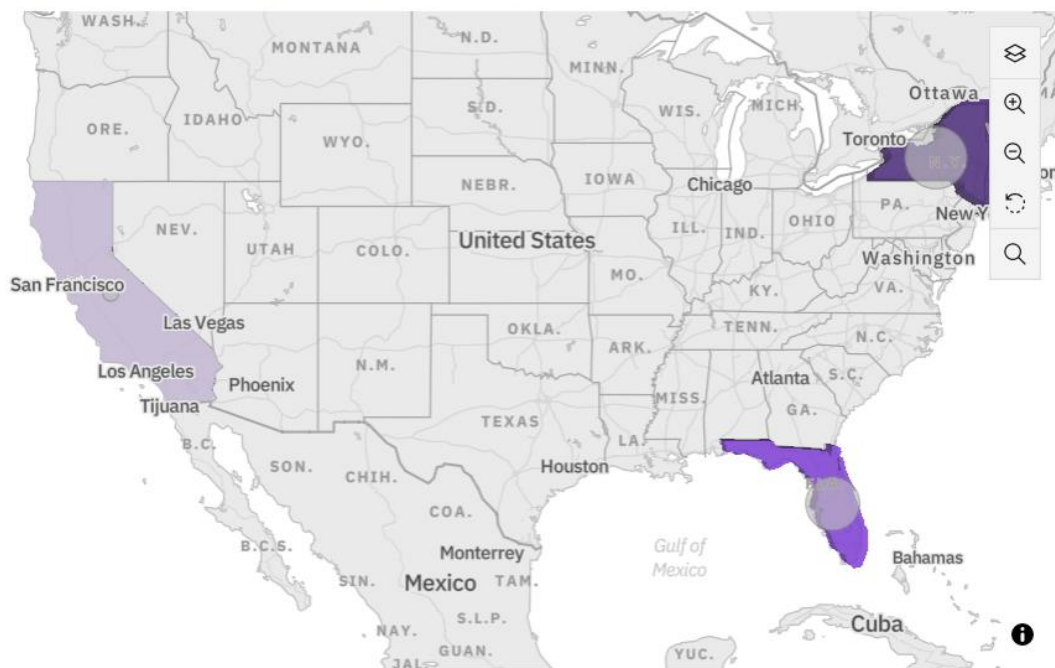 WASH.
MONTANA
N.D.
MINN.
ORE.
IDAHO
S.D.
WIS.
MICH.
Ottawa
WYO.
Toronto
N.Y.
NEBR.
IOWA
Chicago
PA.
NEV.
UTAH
COLO.
United States
ILL.
IND.
OHIO
Washington
San Francisco
MO.
KY.
VA.
Las Vegas
OKLA.
TENN.
N.C.
Los Angeles
Phoenix
N.M.
ARK.
Atlanta
S.C.
Tijuana
MISS.
GA.
B.C.
TEXAS
LA.
SON.
CHIH.
Houston
COA.
B.C.S.
Monterrey
Gulf of
Mexico
Bahamas
SIN.
Mexico
TAM.
S.L.P.
Cuba
NAY.
GUAN.
YUC.
JAL.